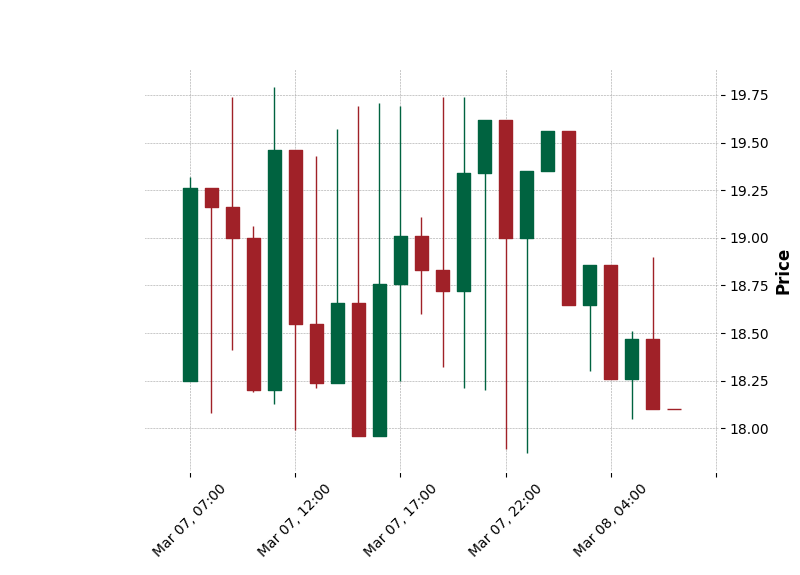 19.75
19.50
19.25
19.00
18.75
18.50
18.25
18.00
Price
Mar 07, 07:00
Mar 07, 12:00
Mar 07, 17:00
Mar 07, 22:00
Mar 08, 04:00